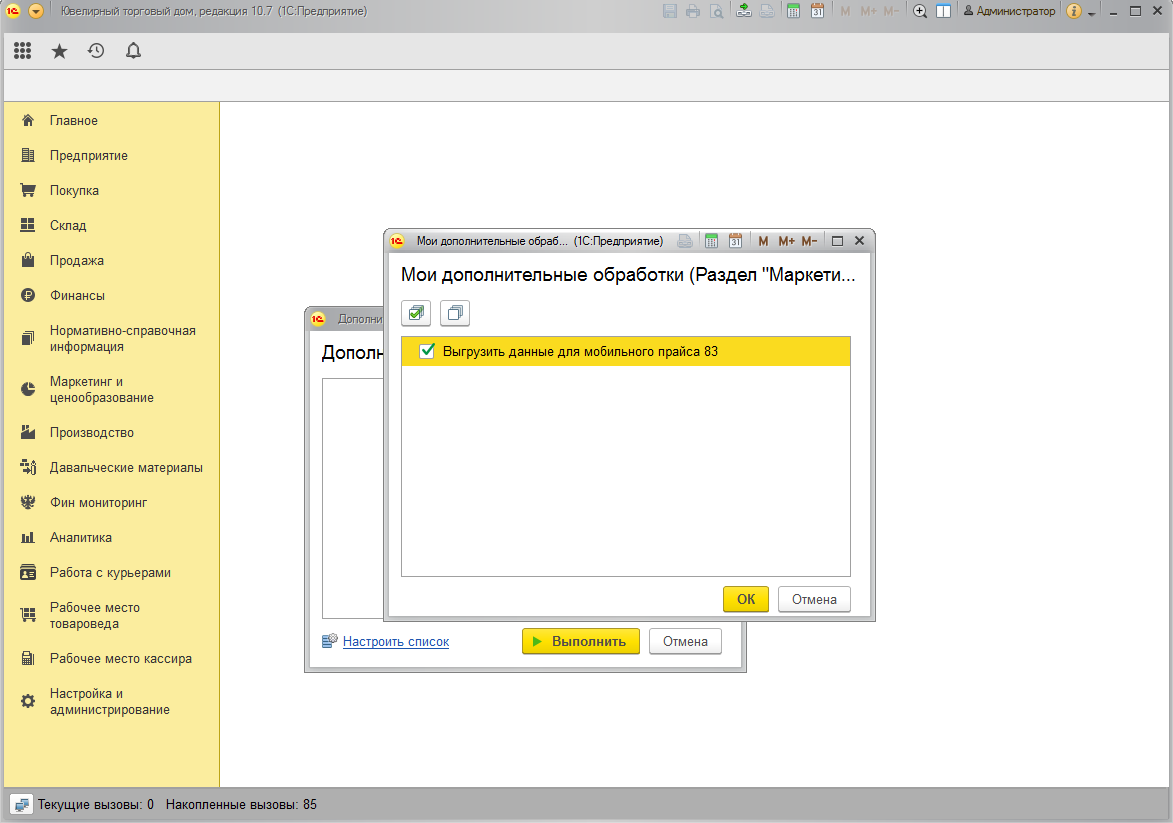 Ювелирный торговый дом, редакция 10.7 (1С:Предприятие)
31
M M+ M−
Администратор
Главное
Предприятие
Покупка
Склад
Продажа
Финансы
Нормативно-справочная
информация
Маркетинг и
ценообразование
Производство
Давальческие материалы
Фин мониторинг
Аналитика
Работа с курьерами
Рабочее место
товароведа
Рабочее место кассира
Настройка и
администрирование
Мои дополнительные обраб... (1С:Предприятие)
31
M M+ M−
Мои дополнительные обработки (Раздел "Маркети...
Выгрузить данные для мобильного прайса 83
ОК
Отмена
Дополни
Дополн
Настроить список
Выполнить
Отмена
Текущие вызовы: 0 Накопленные вызовы: 85